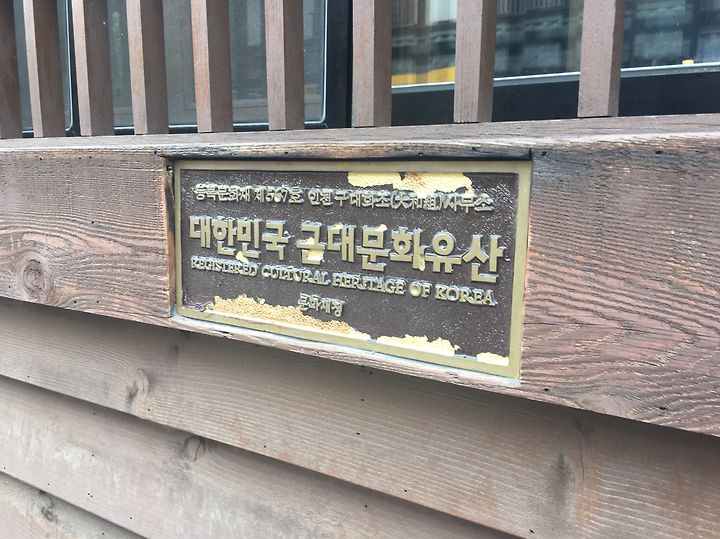 등록문화재 제567호 인천 구 대화조(大和組)사무소
대한민국 근대문화유산
REGISTERED CULTURAL HERITAGE OF KOREA
문화재청